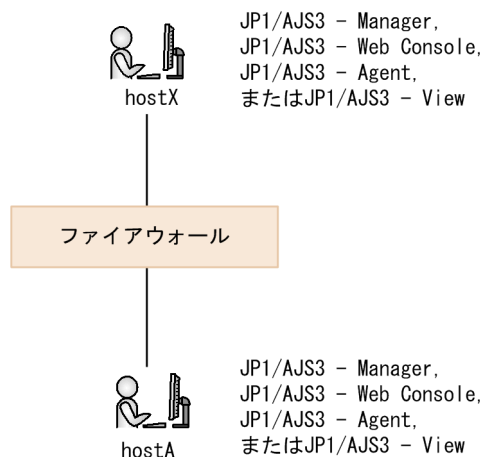 JP1/AJS3 － Manager,
JP1/AJS3 － Web Console,
JP1/AJS3 － Agent,
またはJP1/AJS3 － View
hostX
ファイアウォール
JP1/AJS3 － Manager,
JP1/AJS3 － Web Console,
JP1/AJS3 － Agent,
またはJP1/AJS3 － View
hostA